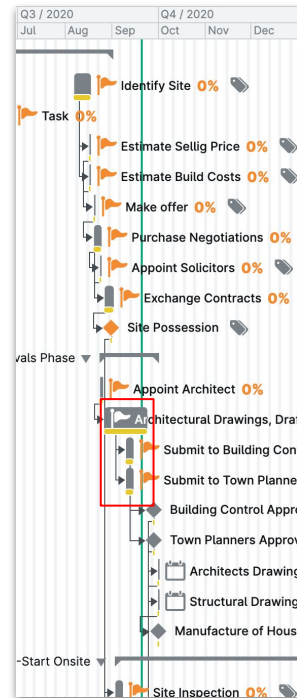 Q3 / 2020 Q4 / 2020
Jul Aug Sep Oct Nov Dec
Identify Site 0%
Task 0%
Estimate Sellig Price 0%
Estimate Build Costs 0%
Make offer 0%
Purchase Negotiations 0%
Appoint Solicitors 0%
Exchange Contracts 0%
Site Possession
vals Phase
Appoint Architect 0%
Architectural Drawings, Draf
Submit to Building Con
Submit to Town Planne
Building Control Appro
Town Planners Approv
Architects Drawing
Structural Drawing
Manufacture of Hous
-Start Onsite
Site Inspection 0%